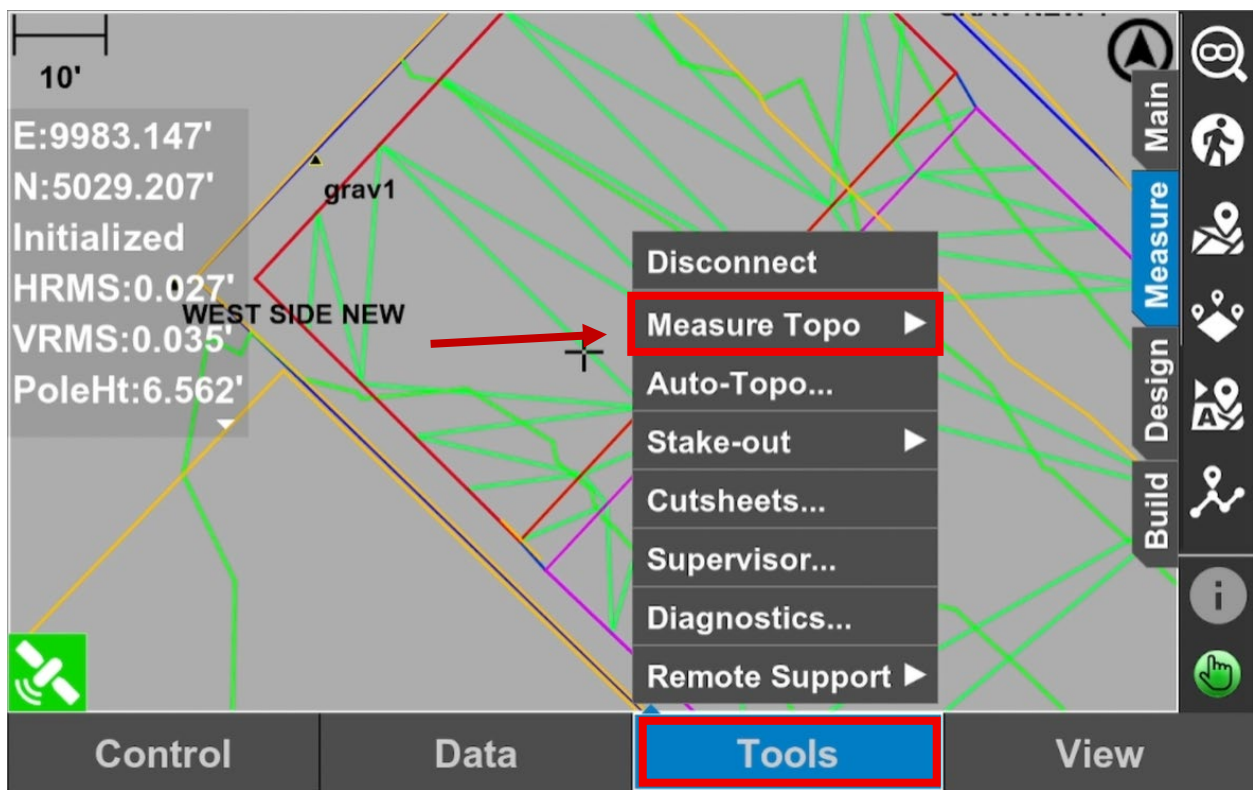 10'
E:9983.147'
N:5029.207'
Initialized
HRMS:0.027'
VRMS:0.035'
PoleHt:6.562'
grav1
WEST SIDE NEW
Disconnect
Measure Topo
Auto-Topo...
Stake-out
Cutsheets...
Supervisor...
Diagnostics...
Remote Support
Main
Measure
Design
Build
A
i
Control
Data
Tools
View